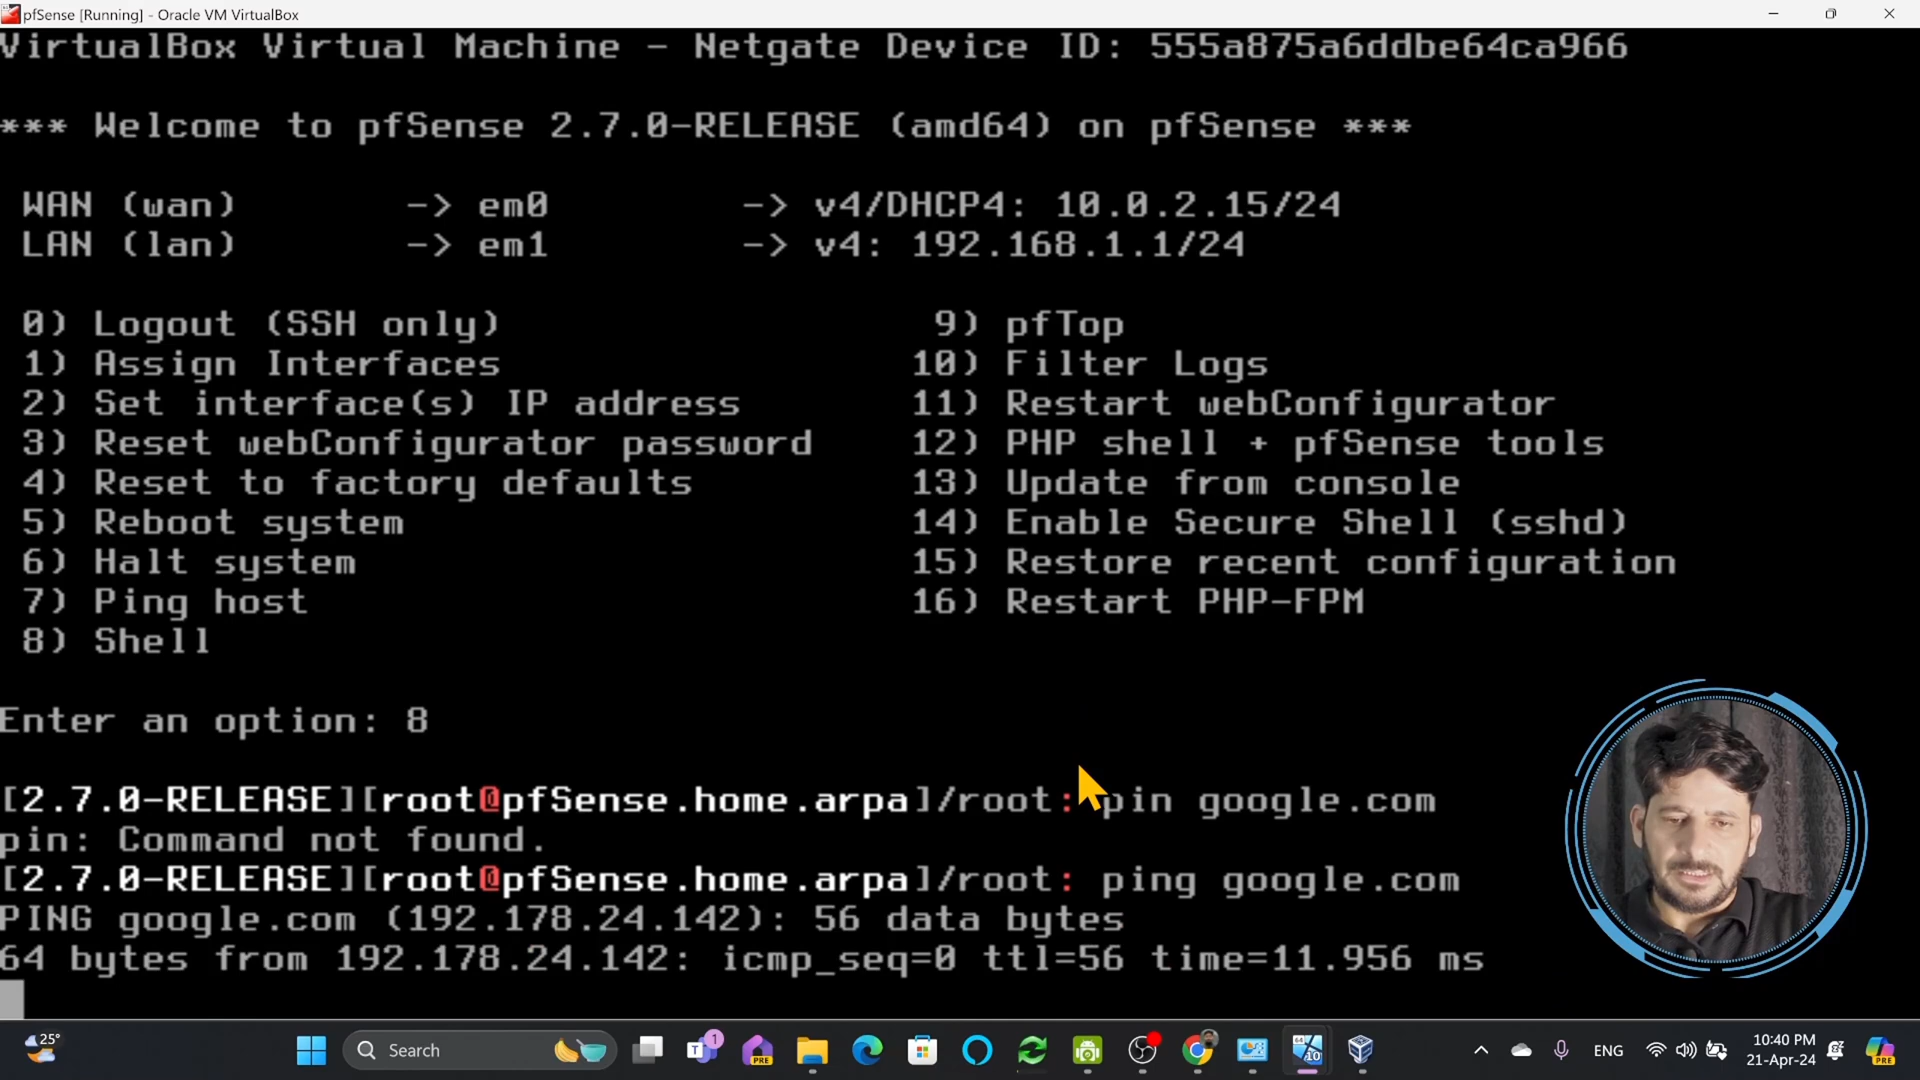 pfSense [Running] - Oracle VM VirtualBox
VirtualBox Virtual Machine - Netgate Device ID: 555a875a6ddbe64ca966
*** Welcome to pfSense 2.7.0-RELEASE (amd64) on pfSense ***
WAN (wan) -> em0 -> v4/DHCP4: 10.0.2.15/24
LAN (lan) -> em1 -> v4: 192.168.1.1/24
0) Logout (SSH only) 9) pfTop
1) Assign Interfaces 10) Filter Logs
2) Set interface(s) IP address 11) Restart webConfigurator
3) Reset webConfigurator password 12) PHP shell + pfSense tools
4) Reset to factory defaults 13) Update from console
5) Reboot system 14) Enable Secure Shell (sshd)
6) Halt system 15) Restore recent configuration
7) Ping host 16) Restart PHP-FPM
8) Shell
Enter an option: 8
[2.7.0-RELEASE][root@pfSense.home.arpa]/root: pin google.com
pin: Command not found.
[2.7.0-RELEASE][root@pfSense.home.arpa]/root: ping google.com
PING google.com (192.178.24.142): 56 data bytes
64 bytes from 192.178.24.142: icmp_seq=0 ttl=56 time=11.956 ms
25° Search 1 PRE 64 10 ENG 10:40 PM PRE
21-Apr-24